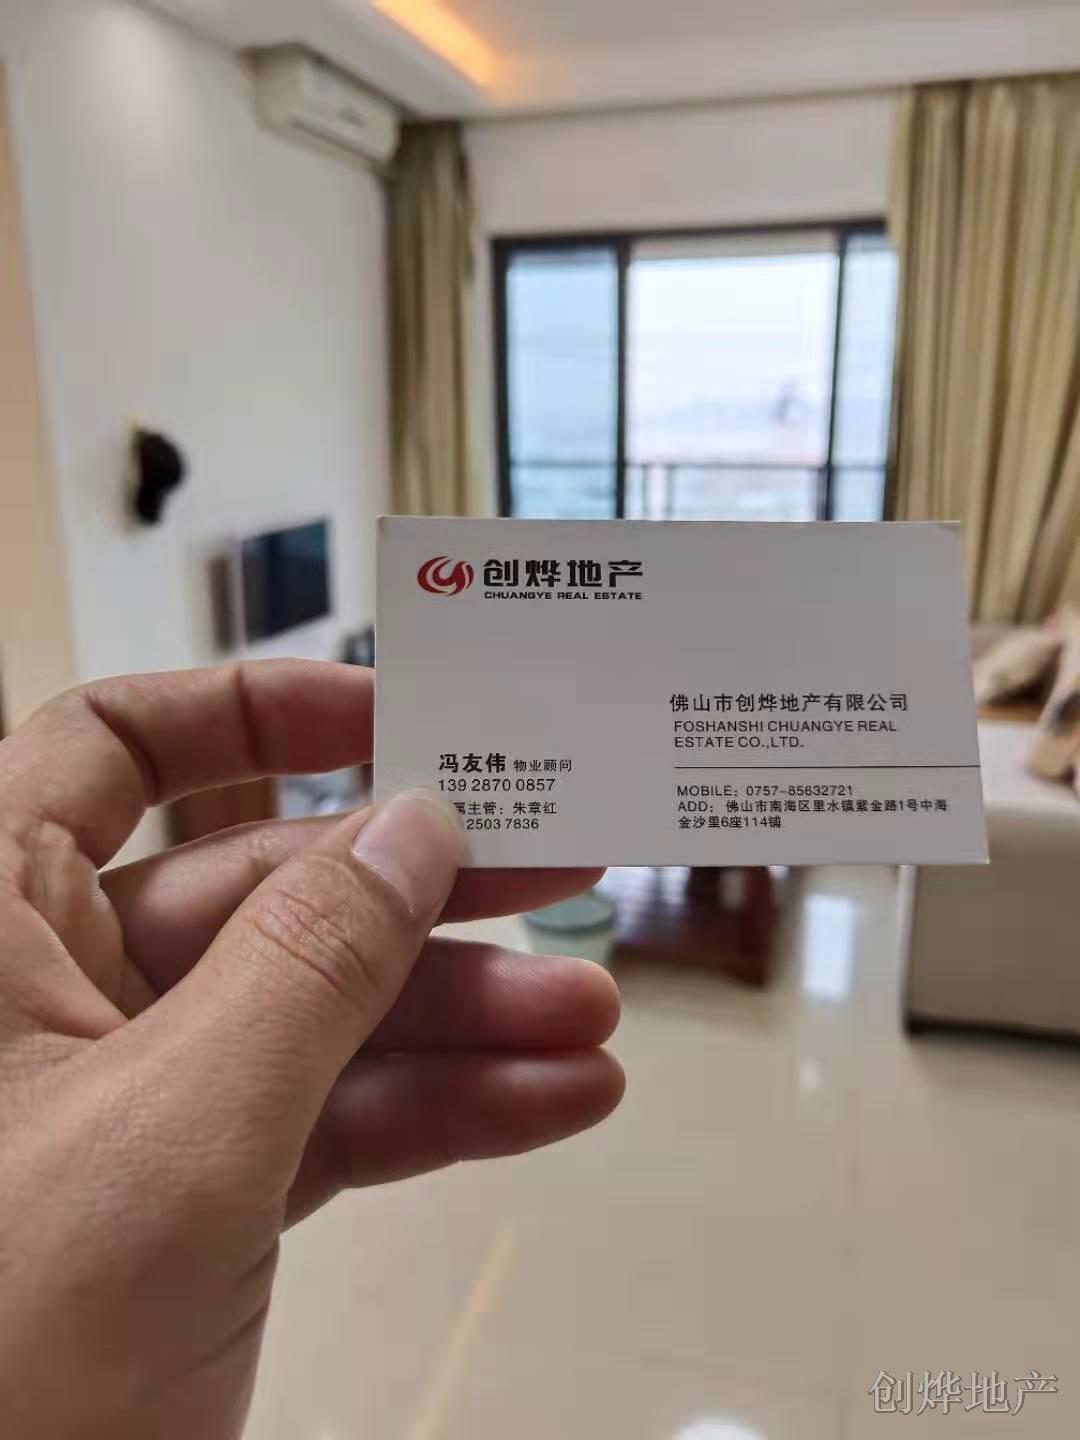 创烨地产
CHUANGYE REAL ESTATE
佛山市创烨地产有限公司
FOSHANSHI CHUANGYE REAL
ESTATE CO.,LTD.
冯友伟 物业顾问
139 2870 0857
属主管：朱章红
2503 7836
MOBILE：0757-85632721
ADD：佛山市南海区里水镇紫金路1号中海
金沙里6座114铺
创烨地产